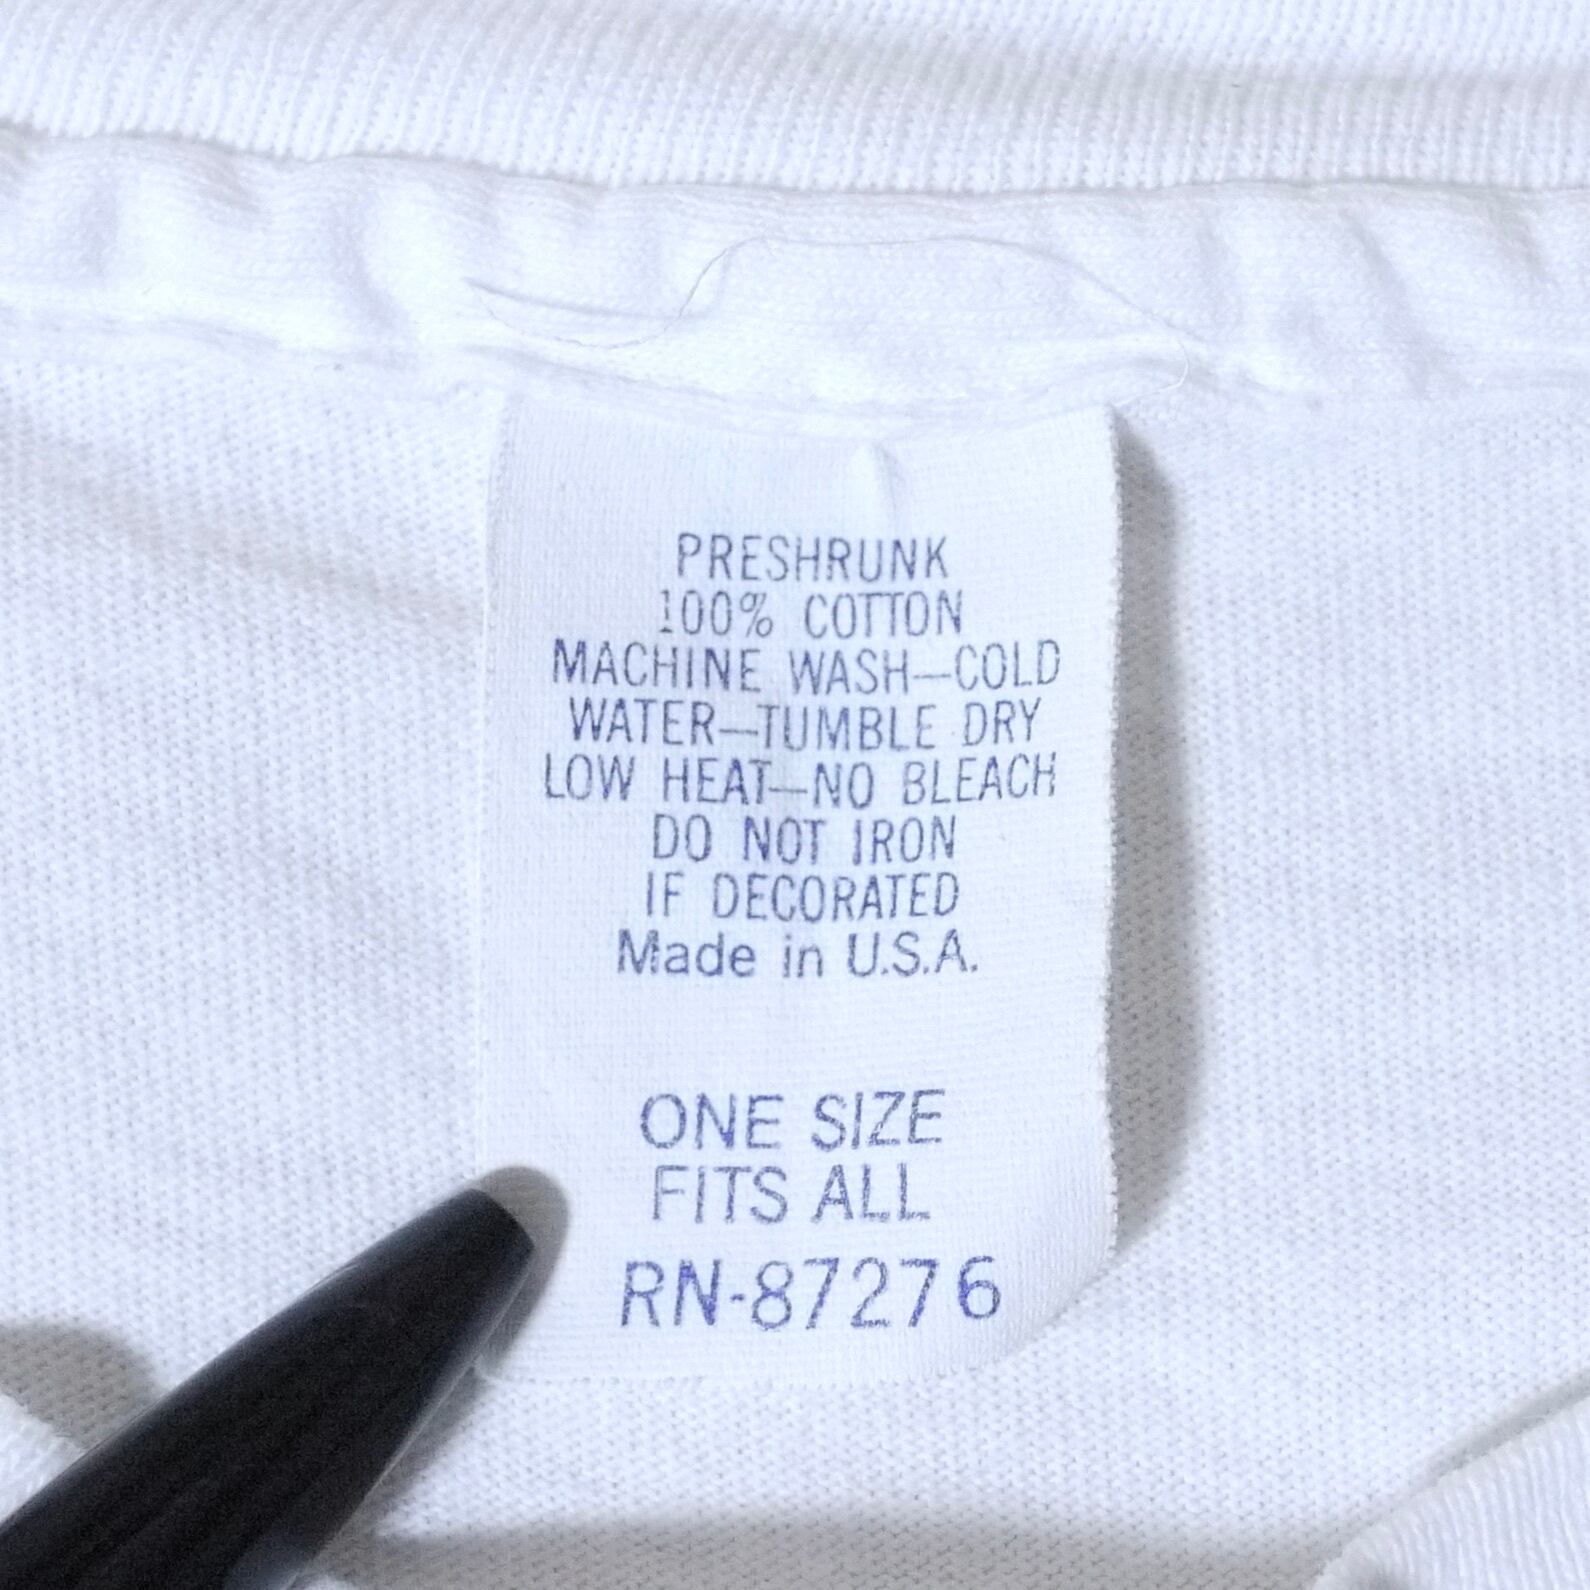 PRESHRUNK
100% COTTON
MACHINE WASH—COLD
WATER—TUMBLE DRY
LOW HEAT—NO BLEACH
DO NOT IRON
IF DECORATED
Made in U.S.A.
ONE SIZE
FITS ALL
RN-87276